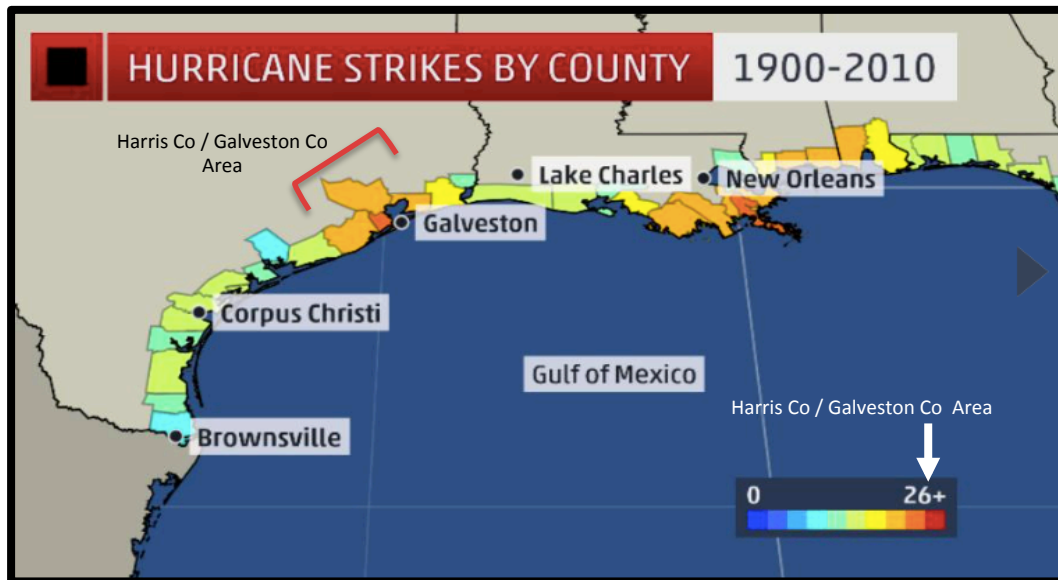 HURRICANE STRIKES BY COUNTY 1900-2010
Harris Co / Galveston Co
Area
Lake Charles
New Orleans
Galveston
Corpus Christi
Gulf of Mexico
Harris Co / Galveston Co  Area
Brownsville
0 26+